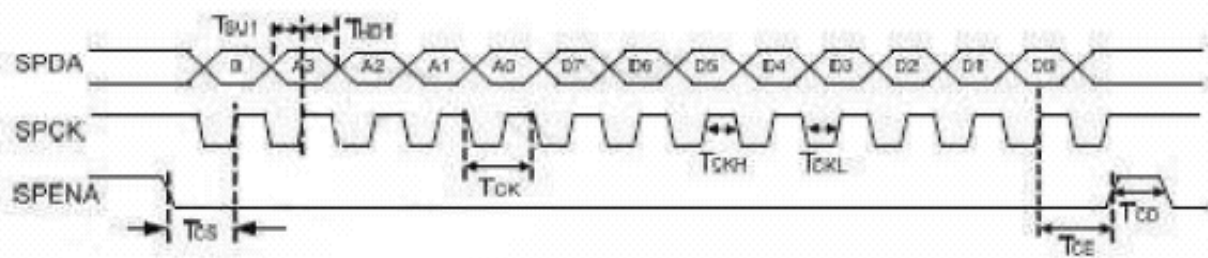 TSU1 THD1
SPDA A3 A2 A1 A0 D7 D6 D5 D4 D3 D2 D1 D0
SPCK
TCK TCKH TCKL
SPENA
TCS TCE TCD